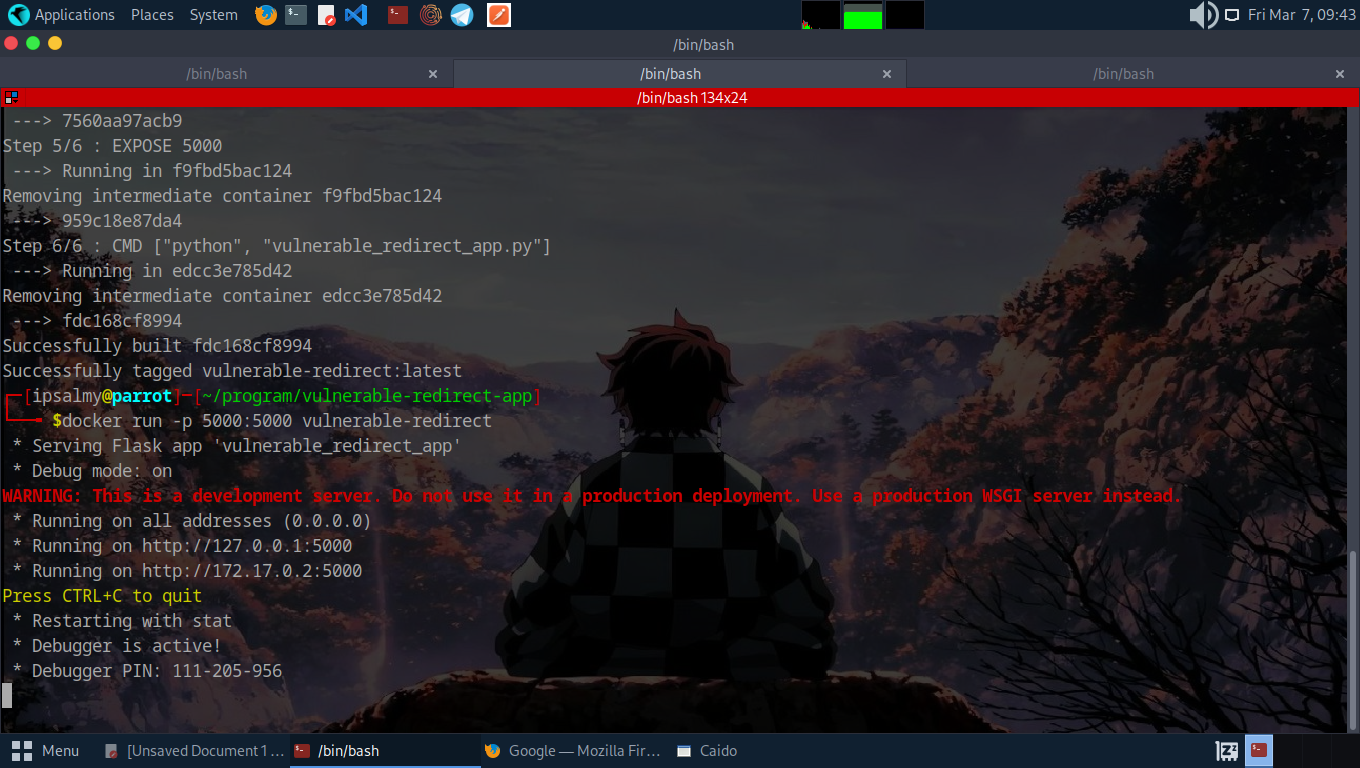 Applications Places System Fri Mar 7, 09:43
/bin/bash
/bin/bash × /bin/bash × /bin/bash ×
/bin/bash 134x24
---> 7560aa97acb9
Step 5/6 : EXPOSE 5000
---> Running in f9fbd5bac124
Removing intermediate container f9fbd5bac124
---> 959c18e87da4
Step 6/6 : CMD ["python", "vulnerable_redirect_app.py"]
---> Running in edcc3e785d42
Removing intermediate container edcc3e785d42
---> fdc168cf8994
Successfully built fdc168cf8994
Successfully tagged vulnerable-redirect:latest
┌─[ipsalmy@parrot]─[~/program/vulnerable-redirect-app]
└──╼ $docker run -p 5000:5000 vulnerable-redirect
* Serving Flask app 'vulnerable_redirect_app'
* Debug mode: on
WARNING: This is a development server. Do not use it in a production deployment. Use a production WSGI server instead.
* Running on all addresses (0.0.0.0)
* Running on http://127.0.0.1:5000
* Running on http://172.17.0.2:5000
Press CTRL+C to quit
* Restarting with stat
* Debugger is active!
* Debugger PIN: 111-205-956
Menu [Unsaved Document 1 ... /bin/bash Google — Mozilla Fir... Caido